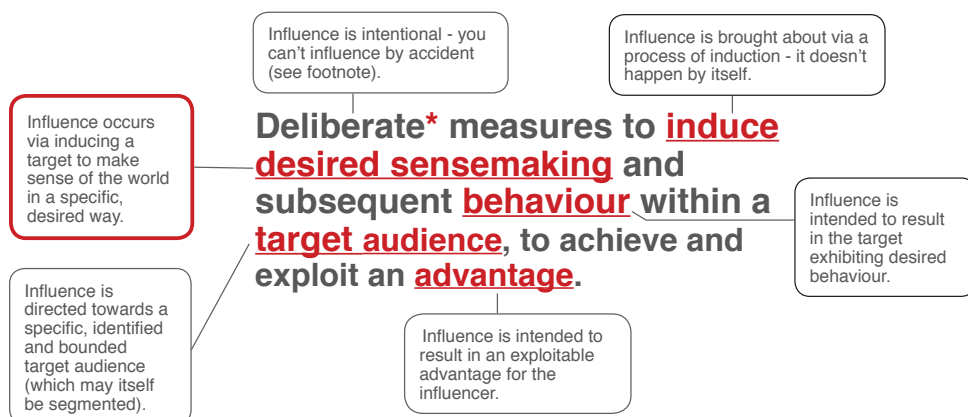 Influence is intentional - you
can’t influence by accident
(see footnote).
Influence is brought about via a
process of induction - it doesn’t
happen by itself.
Influence occurs
via inducing a
target to make
sense of the world
in a specific,
desired way.
Deliberate* measures to induce
desired sensemaking and
subsequent behaviour within a
target audience, to achieve and
exploit an advantage.
Influence is
intended to result
in the target
exhibiting desired
behaviour.
Influence is
directed towards a
specific, identified
and bounded
target audience
(which may itself
be segmented).
Influence is intended to
result in an exploitable
advantage for the
influencer.